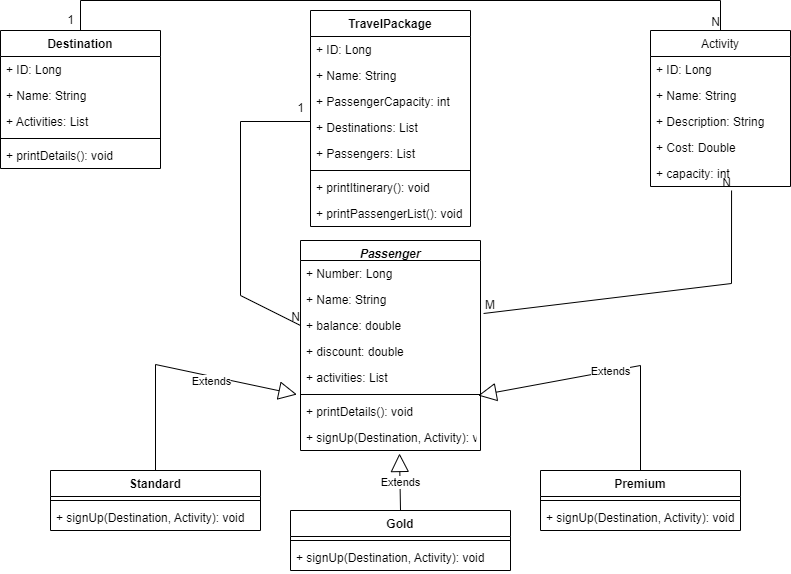 1
N
Destination
+ ID: Long
+ Name: String
+ Activities: List
+ printDetails(): void
TravelPackage
+ ID: Long
+ Name: String
+ PassengerCapacity: int
+ Destinations: List
+ Passengers: List
+ printItinerary(): void
+ printPassengerList(): void
Activity
+ ID: Long
+ Name: String
+ Description: String
+ Cost: Double
+ capacity: int
N
1
N
M
Passenger
+ Number: Long
+ Name: String
+ balance: double
+ discount: double
+ activities: List
+ printDetails(): void
+ signUp(Destination, Activity): v
Extends
Extends
Extends
Standard
+ signUp(Destination, Activity): void
Gold
+ signUp(Destination, Activity): void
Premium
+ signUp(Destination, Activity): void